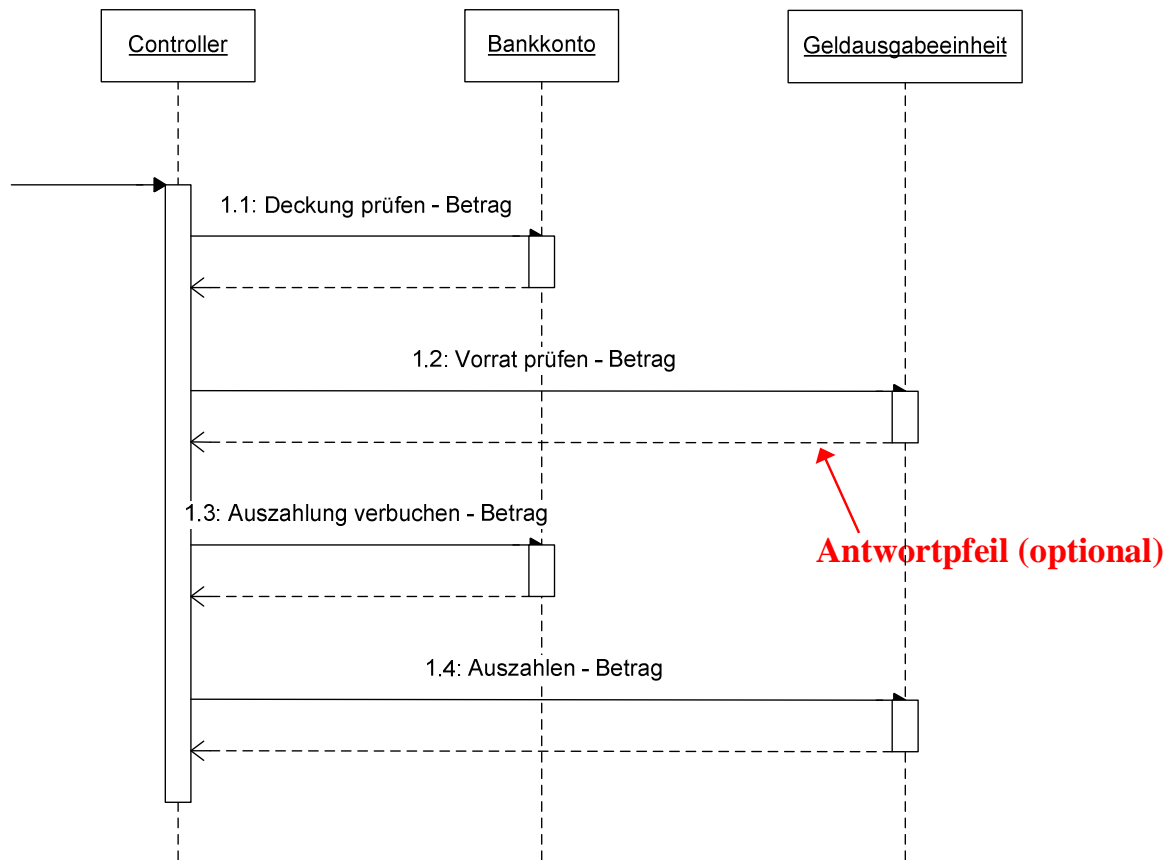 Controller
Bankkonto
Geldausgabeeinheit
1.1: Deckung prüfen - Betrag
1.2: Vorrat prüfen - Betrag
1.3: Auszahlung verbuchen - Betrag
Antwortpfeil (optional)
1.4: Auszahlen - Betrag